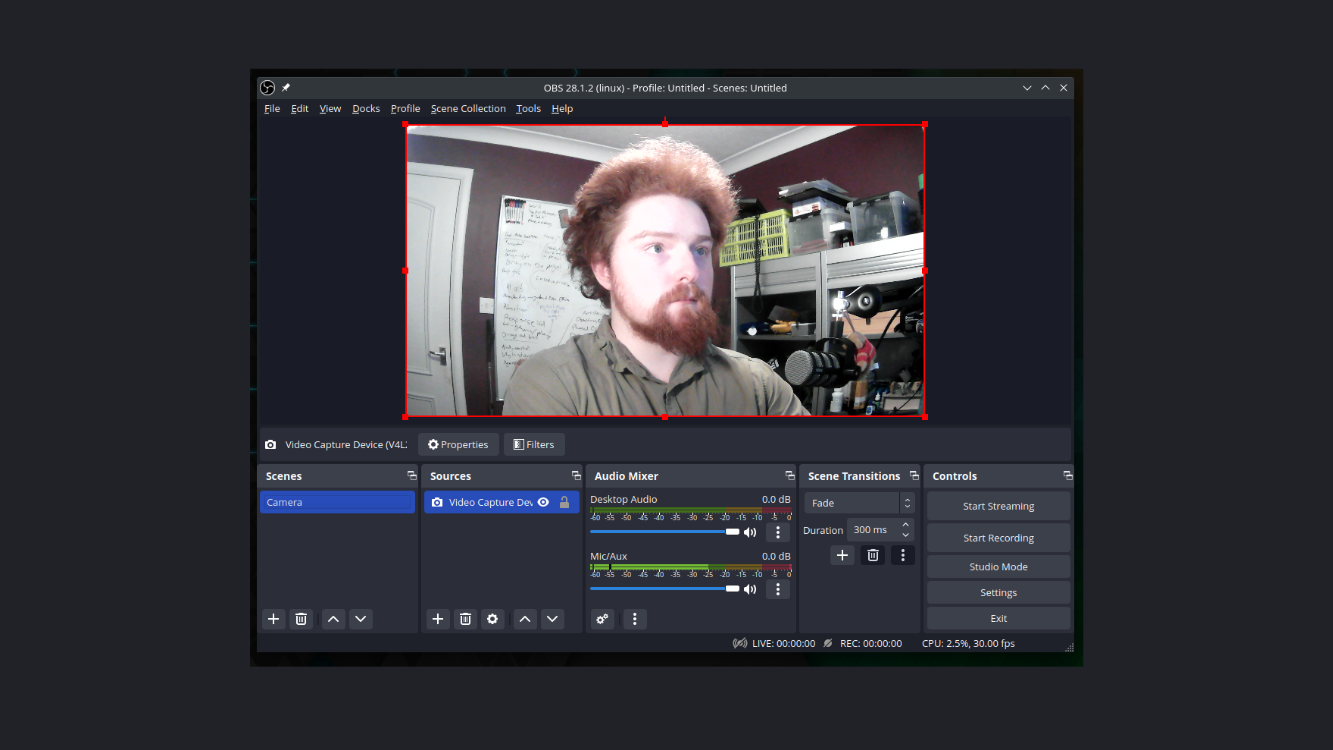 OBS 28.1.2 (linux) - Profile: Untitled - Scenes: Untitled
File Edit View Docks Profile Scene Collection Tools Help
Video Capture Device (V4L: Properties Filters
Scenes
Camera
Sources
Video Capture Dev
Audio Mixer
Desktop Audio 0.0 dB
-60 -55 -50 -45 -40 -35 -30 -25 -20 -15 -10 -5 0
Mic/Aux 0.0 dB
-60 -55 -50 -45 -40 -35 -30 -25 -20 -15 -10 -5 0
Scene Transitions
Fade
Duration 300 ms
Controls
Start Streaming
Start Recording
Studio Mode
Settings
Exit
LIVE: 00:00:00 REC: 00:00:00 CPU: 2.5%, 30.00 fps